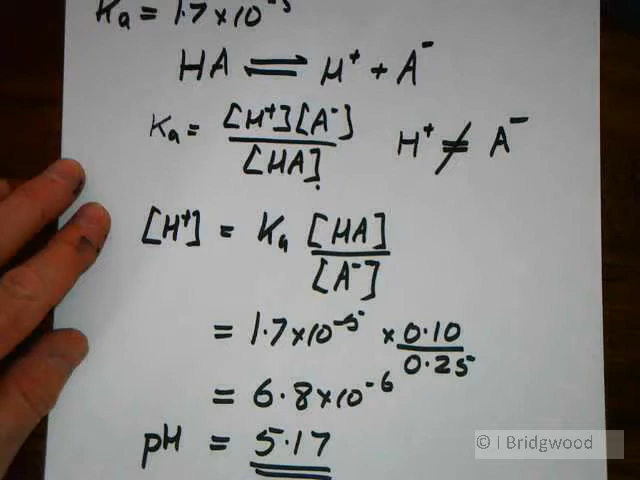 Ka = 1.7 x 10⁻⁵
HA ⇌ H⁺ + A⁻
Ka = [H⁺][A⁻] / [HA] H⁺ ≠ A⁻
[H⁺] = Ka [HA] / [A⁻]
= 1.7 x 10⁻⁵ x 0.10 / 0.25
= 6.8 x 10⁻⁶
pH = 5.17
© I Bridgwood